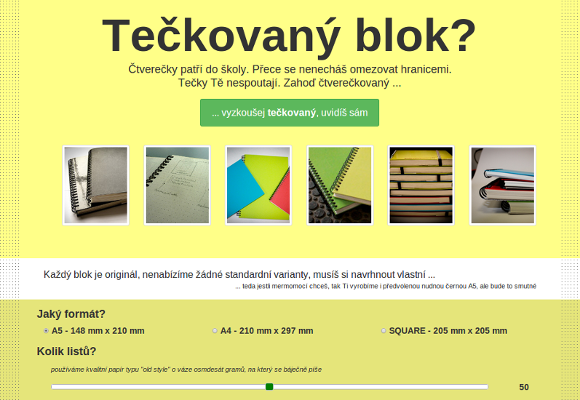 Tečkovaný blok?
Čtverečky patří do školy. Přece se nenecháš omezovat hranicemi.
Tečky Tě nespoutají. Zahoď čtverečkovaný ...
... vyzkoušej tečkovaný, uvidíš sám
Každý blok je originál, nenabízíme žádné standardní varianty, musíš si navrhnout vlastní ...
... teda jestli mermomocí chceš, tak Ti vyrobíme i předvolenou nudnou černou A5, ale bude to smutné
Jaký formát?
A5 - 148 mm x 210 mm
A4 - 210 mm x 297 mm
SQUARE - 205 mm x 205 mm
Kolik listů?
používáme kvalitní papír typu "old style" o váze osmdesát gramů, na který se báječně píše
50